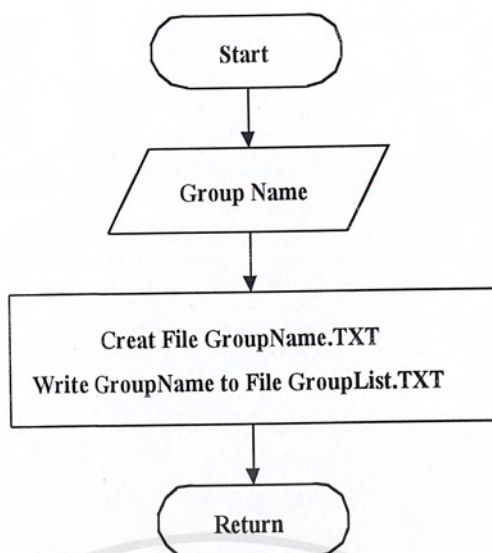 Start
Group Name
Creat File GroupName.TXT
Write GroupName to File GroupList.TXT
Return